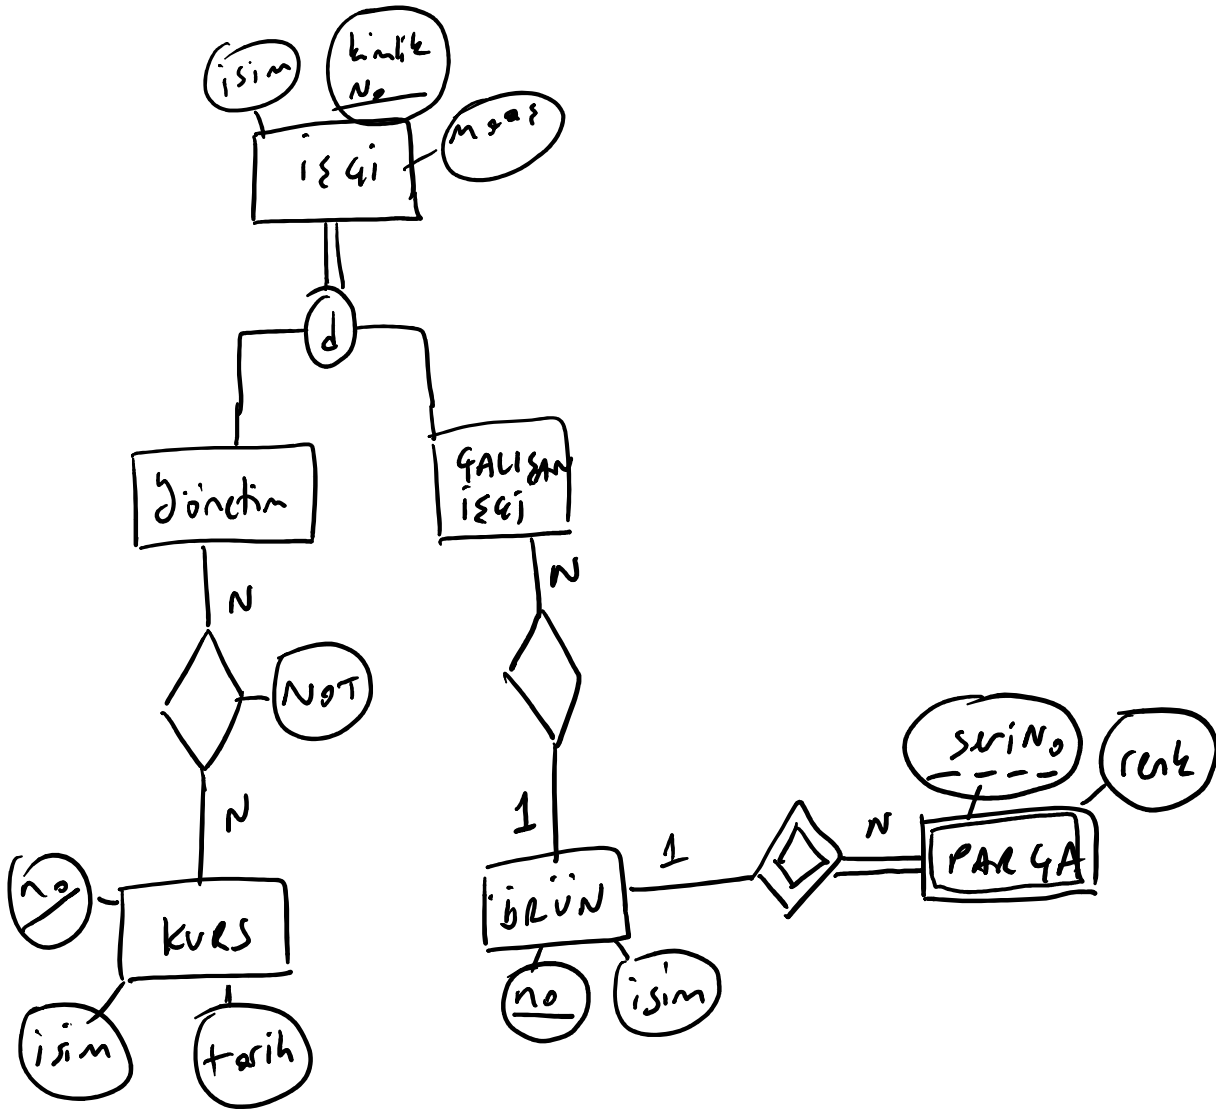 isim
kimlik
No
maaş
işçi
d
Yönetim
ÇALIŞAN
işçi
N
N
NOT
seriNo
renk
N
1
1
N
PARÇA
no
KURS
ÜRÜN
no
isim
isim
tarih